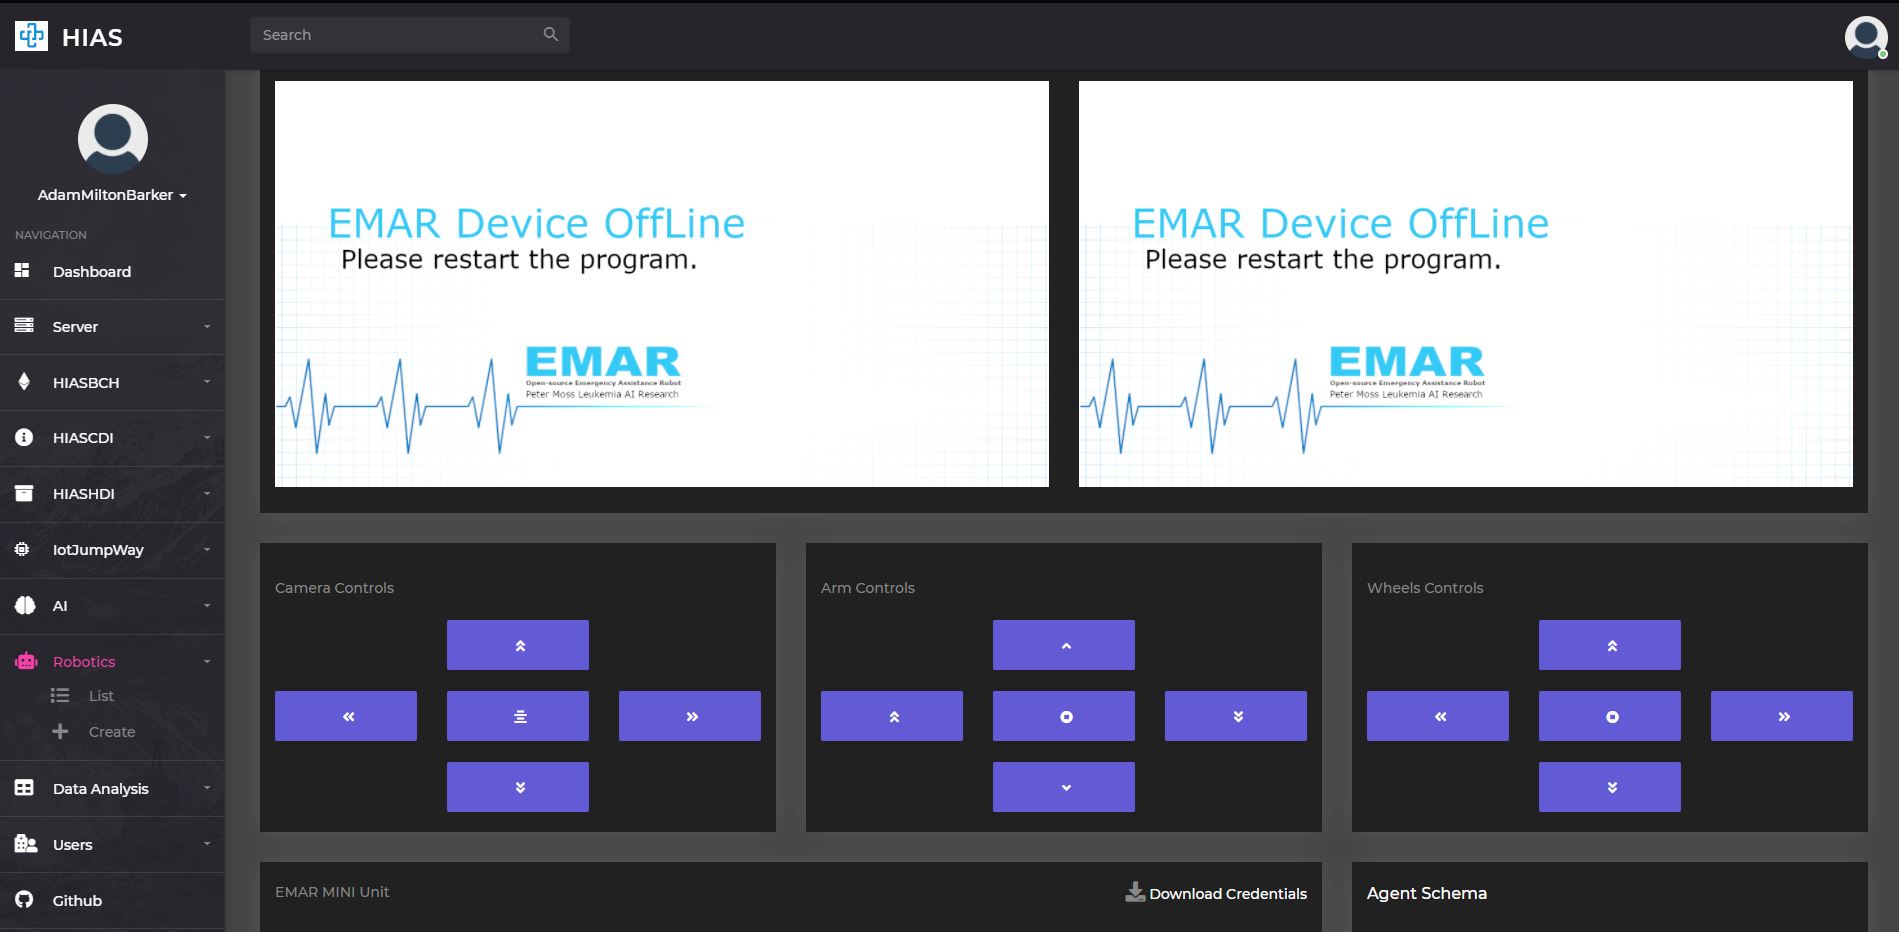 HIAS
Search
AdamMiltonBarker
NAVIGATION
Dashboard
Server
HIASBCH
HIASCDI
HIASHDI
IotJumpWay
AI
Robotics
List
Create
Data Analysis
Users
Github
EMAR Device OffLine
Please restart the program.
EMAR
Open-source Emergency Assistance Robot
Peter Moss Leukemia AI Research
EMAR Device OffLine
Please restart the program.
EMAR
Open-source Emergency Assistance Robot
Peter Moss Leukemia AI Research
Camera Controls
Arm Controls
Wheels Controls
EMAR MINI Unit
Download Credentials
Agent Schema